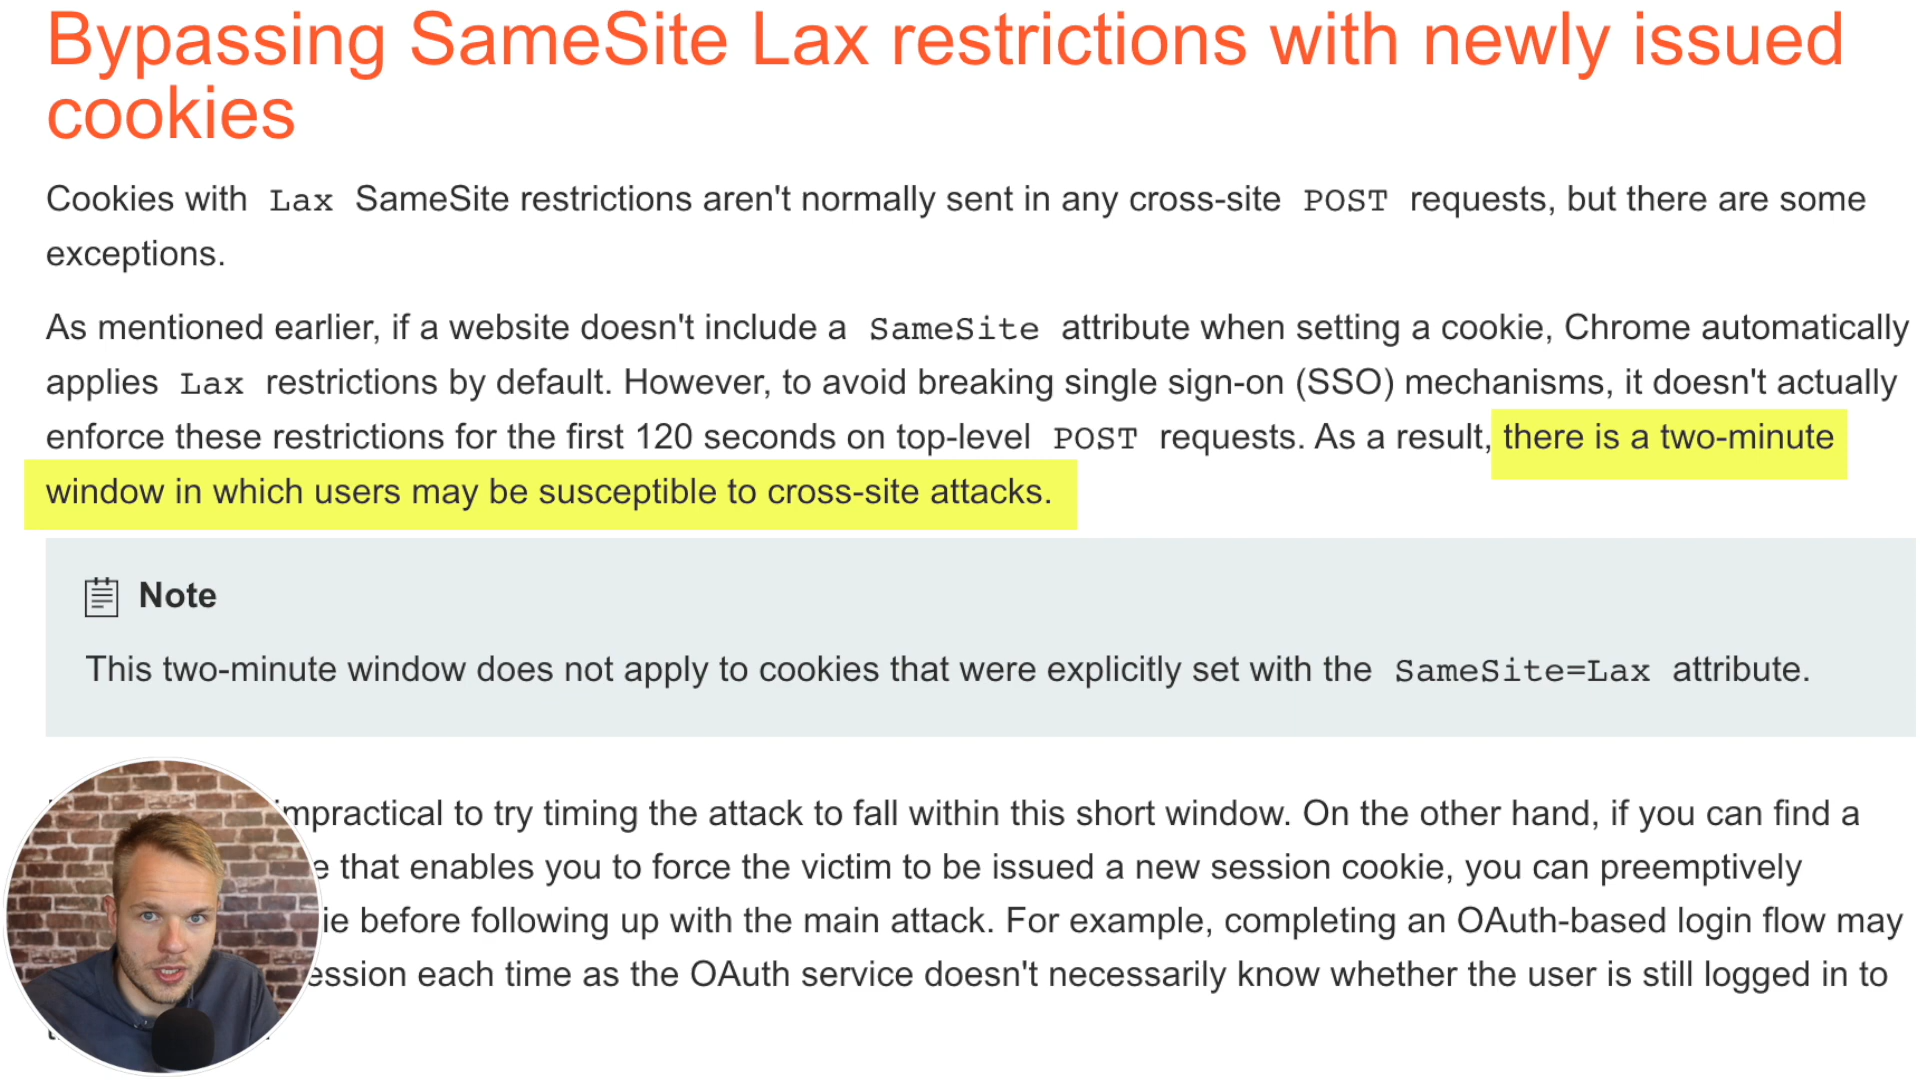 Bypassing SameSite Lax restrictions with newly issued
cookies
Cookies with Lax SameSite restrictions aren't normally sent in any cross-site POST requests, but there are some
exceptions.
As mentioned earlier, if a website doesn't include a SameSite attribute when setting a cookie, Chrome automatically
applies Lax restrictions by default. However, to avoid breaking single sign-on (SSO) mechanisms, it doesn't actually
enforce these restrictions for the first 120 seconds on top-level POST requests. As a result, there is a two-minute
window in which users may be susceptible to cross-site attacks.
Note
This two-minute window does not apply to cookies that were explicitly set with the SameSite=Lax attribute.
impractical to try timing the attack to fall within this short window. On the other hand, if you can find a
that enables you to force the victim to be issued a new session cookie, you can preemptively
before following up with the main attack. For example, completing an OAuth-based login flow may
each time as the OAuth service doesn't necessarily know whether the user is still logged in to